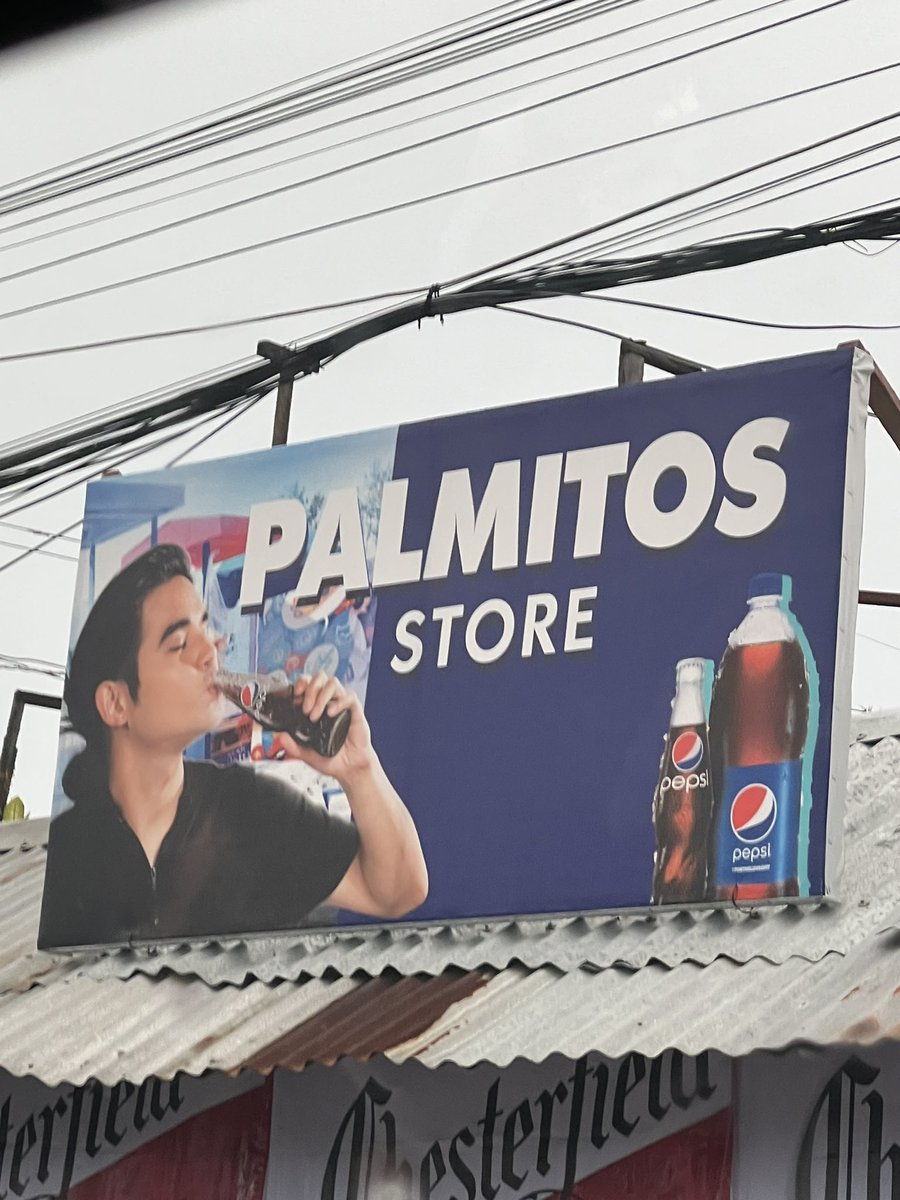 PALMITOS
STORE
pepsi
pepsi
Chesterfield